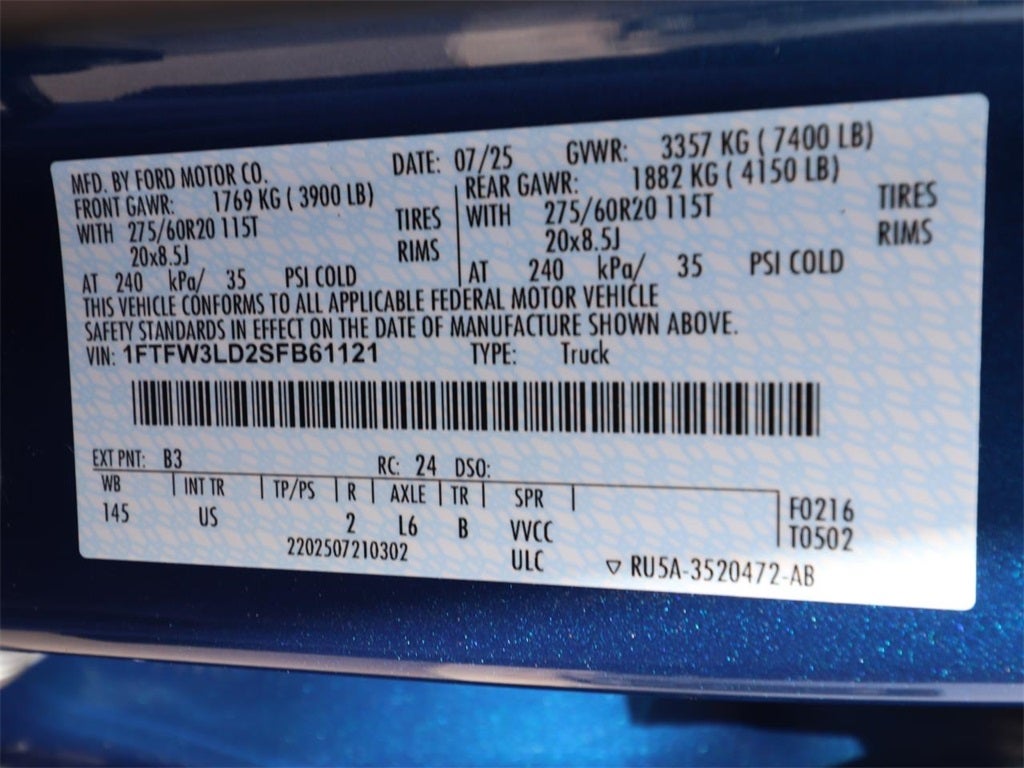 MFD. BY FORD MOTOR CO. DATE: 07/25 GVWR: 3357 KG ( 7400 LB)
FRONT GAWR: 1769 KG ( 3900 LB) REAR GAWR: 1882 KG ( 4150 LB)
WITH 275/60R20 115T TIRES WITH 275/60R20 115T TIRES
20x8.5J RIMS 20x8.5J RIMS
AT 240 kPa/ 35 PSI COLD AT 240 kPa/ 35 PSI COLD
THIS VEHICLE CONFORMS TO ALL APPLICABLE FEDERAL MOTOR VEHICLE
SAFETY STANDARDS IN EFFECT ON THE DATE OF MANUFACTURE SHOWN ABOVE.
VIN: 1FTFW3LD2SFB61121 TYPE: Truck
EXT PNT: B3 RC: 24 DSO:
WB INT TR TP/PS R AXLE TR SPR F0216
145 US 2 L6 B VVCC T0502
2202507210302 ULC ▽ RU5A-3520472-AB